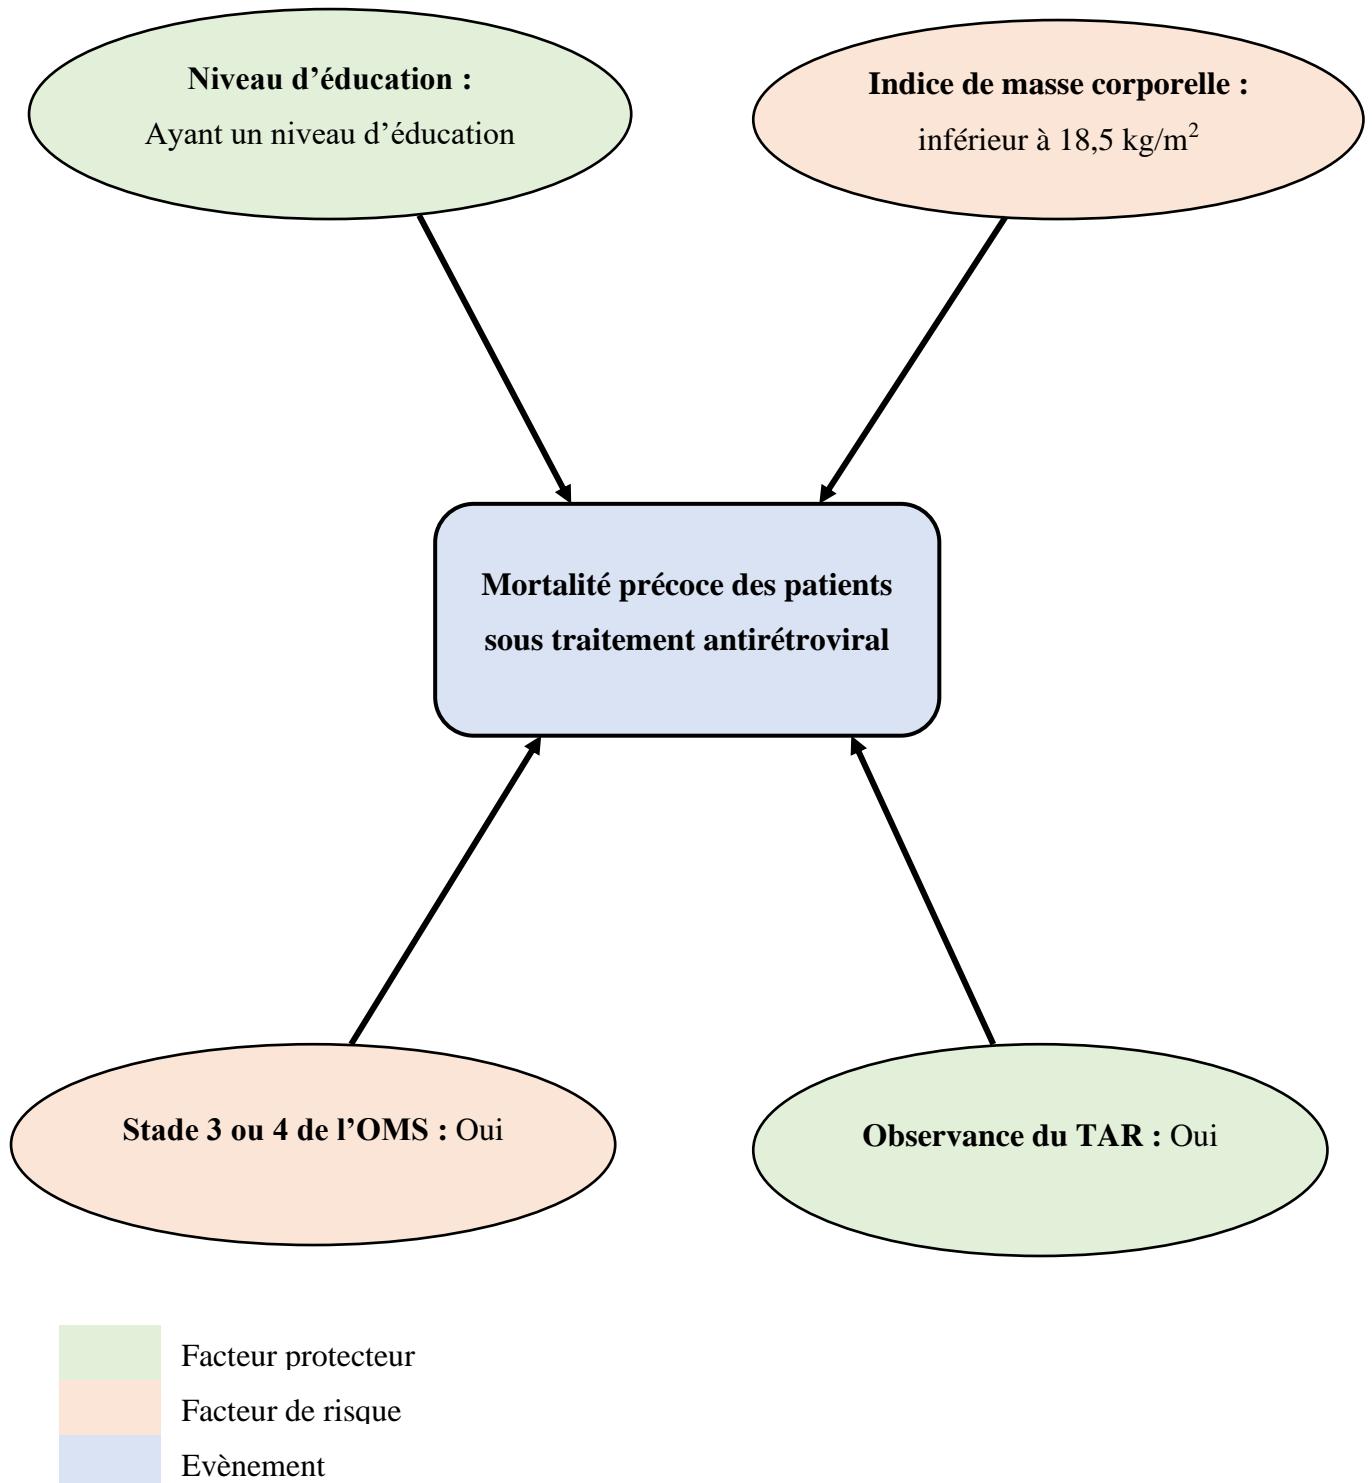 Niveau d’éducation :
Ayant un niveau d’éducation
Indice de masse corporelle :
inférieur à 18,5 kg/m²
Mortalité précoce des patients
sous traitement antirétroviral
Stade 3 ou 4 de l’OMS : Oui
Observance du TAR : Oui
Facteur protecteur
Facteur de risque
Evènement